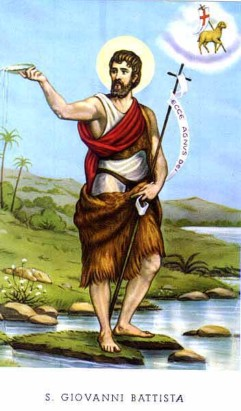 ECCE AGNUS DEI
S. GIOVANNI BATTISTA